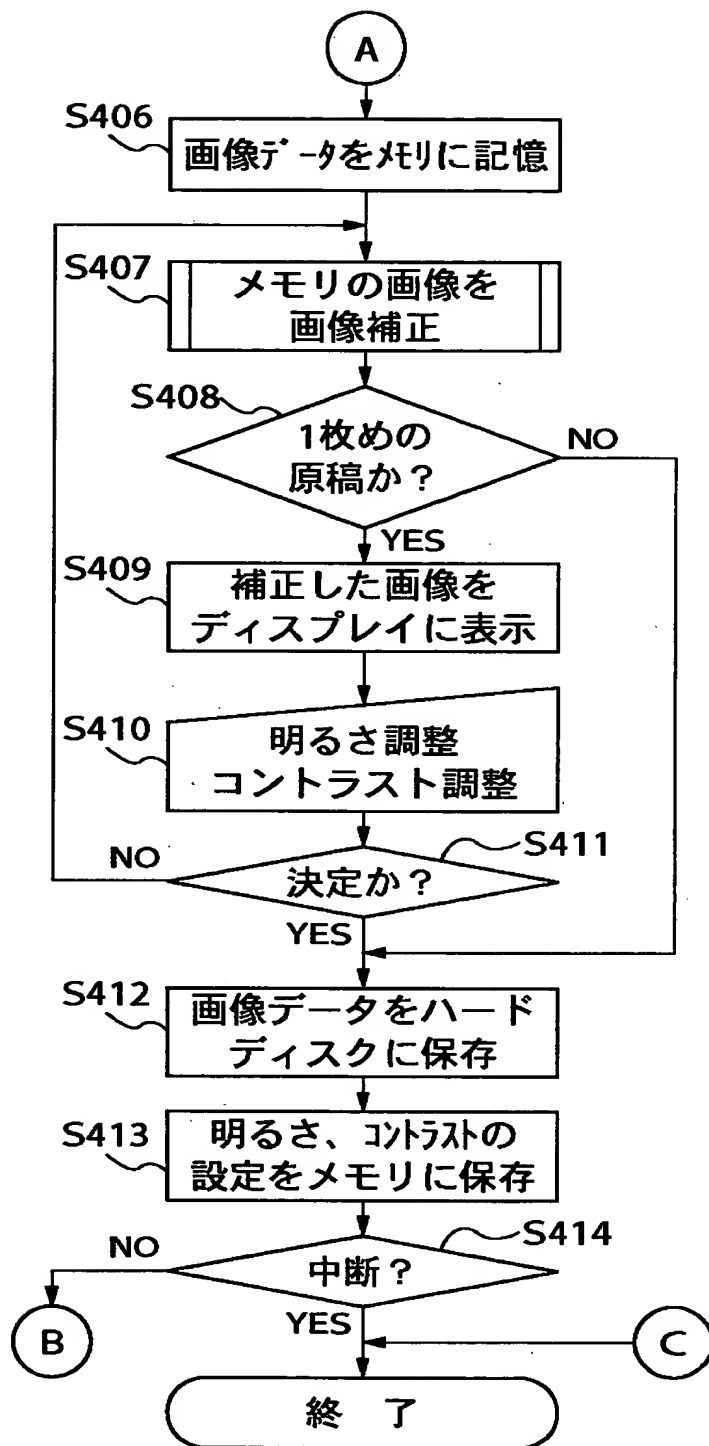 A
S406
画像ﾃﾞｰﾀをﾒﾓﾘに記憶
S407
メモリの画像を
画像補正
S408
1枚めの
原稿か？
NO
YES
S409
補正した画像を
ディスプレイに表示
S410
明るさ調整
コントラスト調整
S411
NO
決定か？
YES
S412
画像データをハード
ディスクに保存
S413
明るさ、ｺﾝﾄﾗｽﾄの
設定をメモリに保存
S414
NO
中断？
YES
B
C
終 了